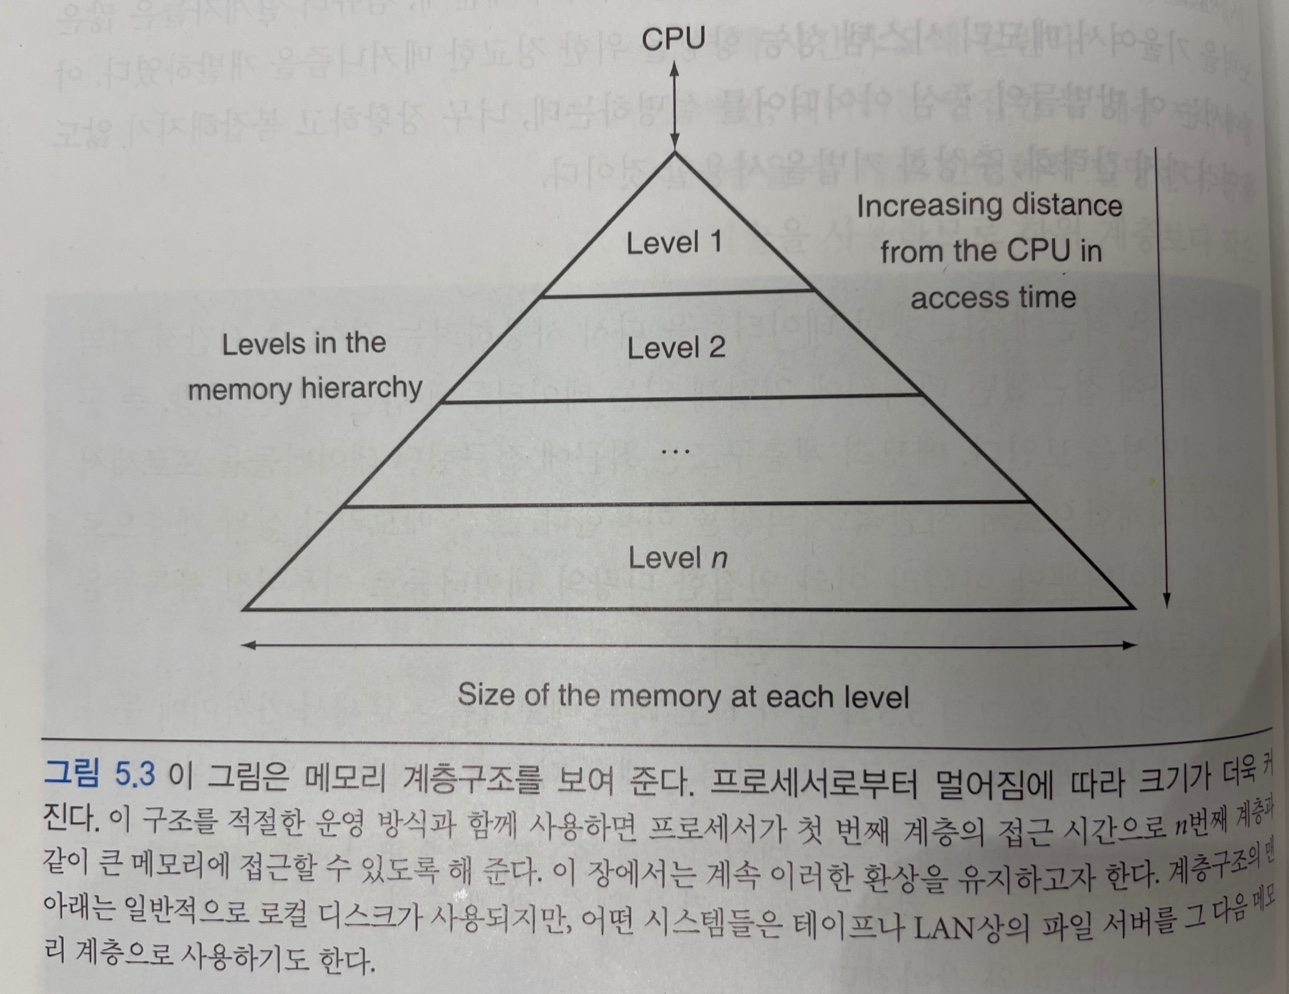 CPU
Level 1
Increasing distance
from the CPU in
access time
Levels in the
memory hierarchy
Level 2
...
Level n
Size of the memory at each level
그림 5.3 이 그림은 메모리 계층구조를 보여 준다. 프로세서로부터 멀어짐에 따라 크기가 더욱 커
진다. 이 구조를 적절한 운영 방식과 함께 사용하면 프로세서가 첫 번째 계층의 접근 시간으로 n번째 계층과
같이 큰 메모리에 접근할 수 있도록 해 준다. 이 장에서는 계속 이러한 환상을 유지하고자 한다. 계층구조의 맨
아래는 일반적으로 로컬 디스크가 사용되지만, 어떤 시스템들은 테이프나 LAN상의 파일 서버를 그 다음 메모
리 계층으로 사용하기도 한다.